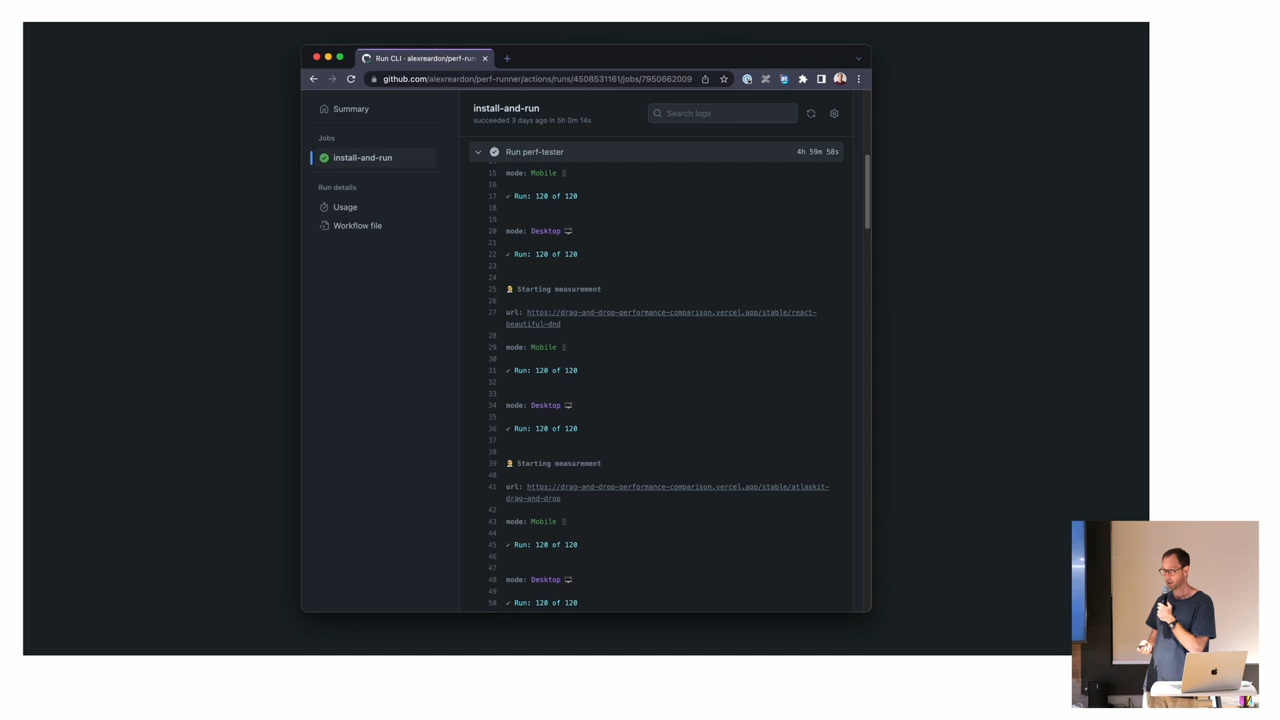 Run CLI · alexreardon/perf-run
github.com/alexreardon/perf-runner/actions/runs/4508531161/jobs/7950662009
Summary
Jobs
install-and-run
Run details
Usage
Workflow file
install-and-run
succeeded 3 days ago in 5h 0m 14s
Search logs
Run perf-tester
4h 59m 58s
15 mode: Mobile
16
17 ✓ Run: 120 of 120
18
19
20 mode: Desktop
21
22 ✓ Run: 120 of 120
23
24
25 Starting measurement
26
27 url: https://drag-and-drop-performance-comparison.vercel.app/stable/react-
beautiful-dnd
28
29 mode: Mobile
30
31 ✓ Run: 120 of 120
32
33
34 mode: Desktop
35
36 ✓ Run: 120 of 120
37
38
39 Starting measurement
40
41 url: https://drag-and-drop-performance-comparison.vercel.app/stable/atlaskit-
drag-and-drop
42
43 mode: Mobile
44
45 ✓ Run: 120 of 120
46
47
48 mode: Desktop
49
50 ✓ Run: 120 of 120